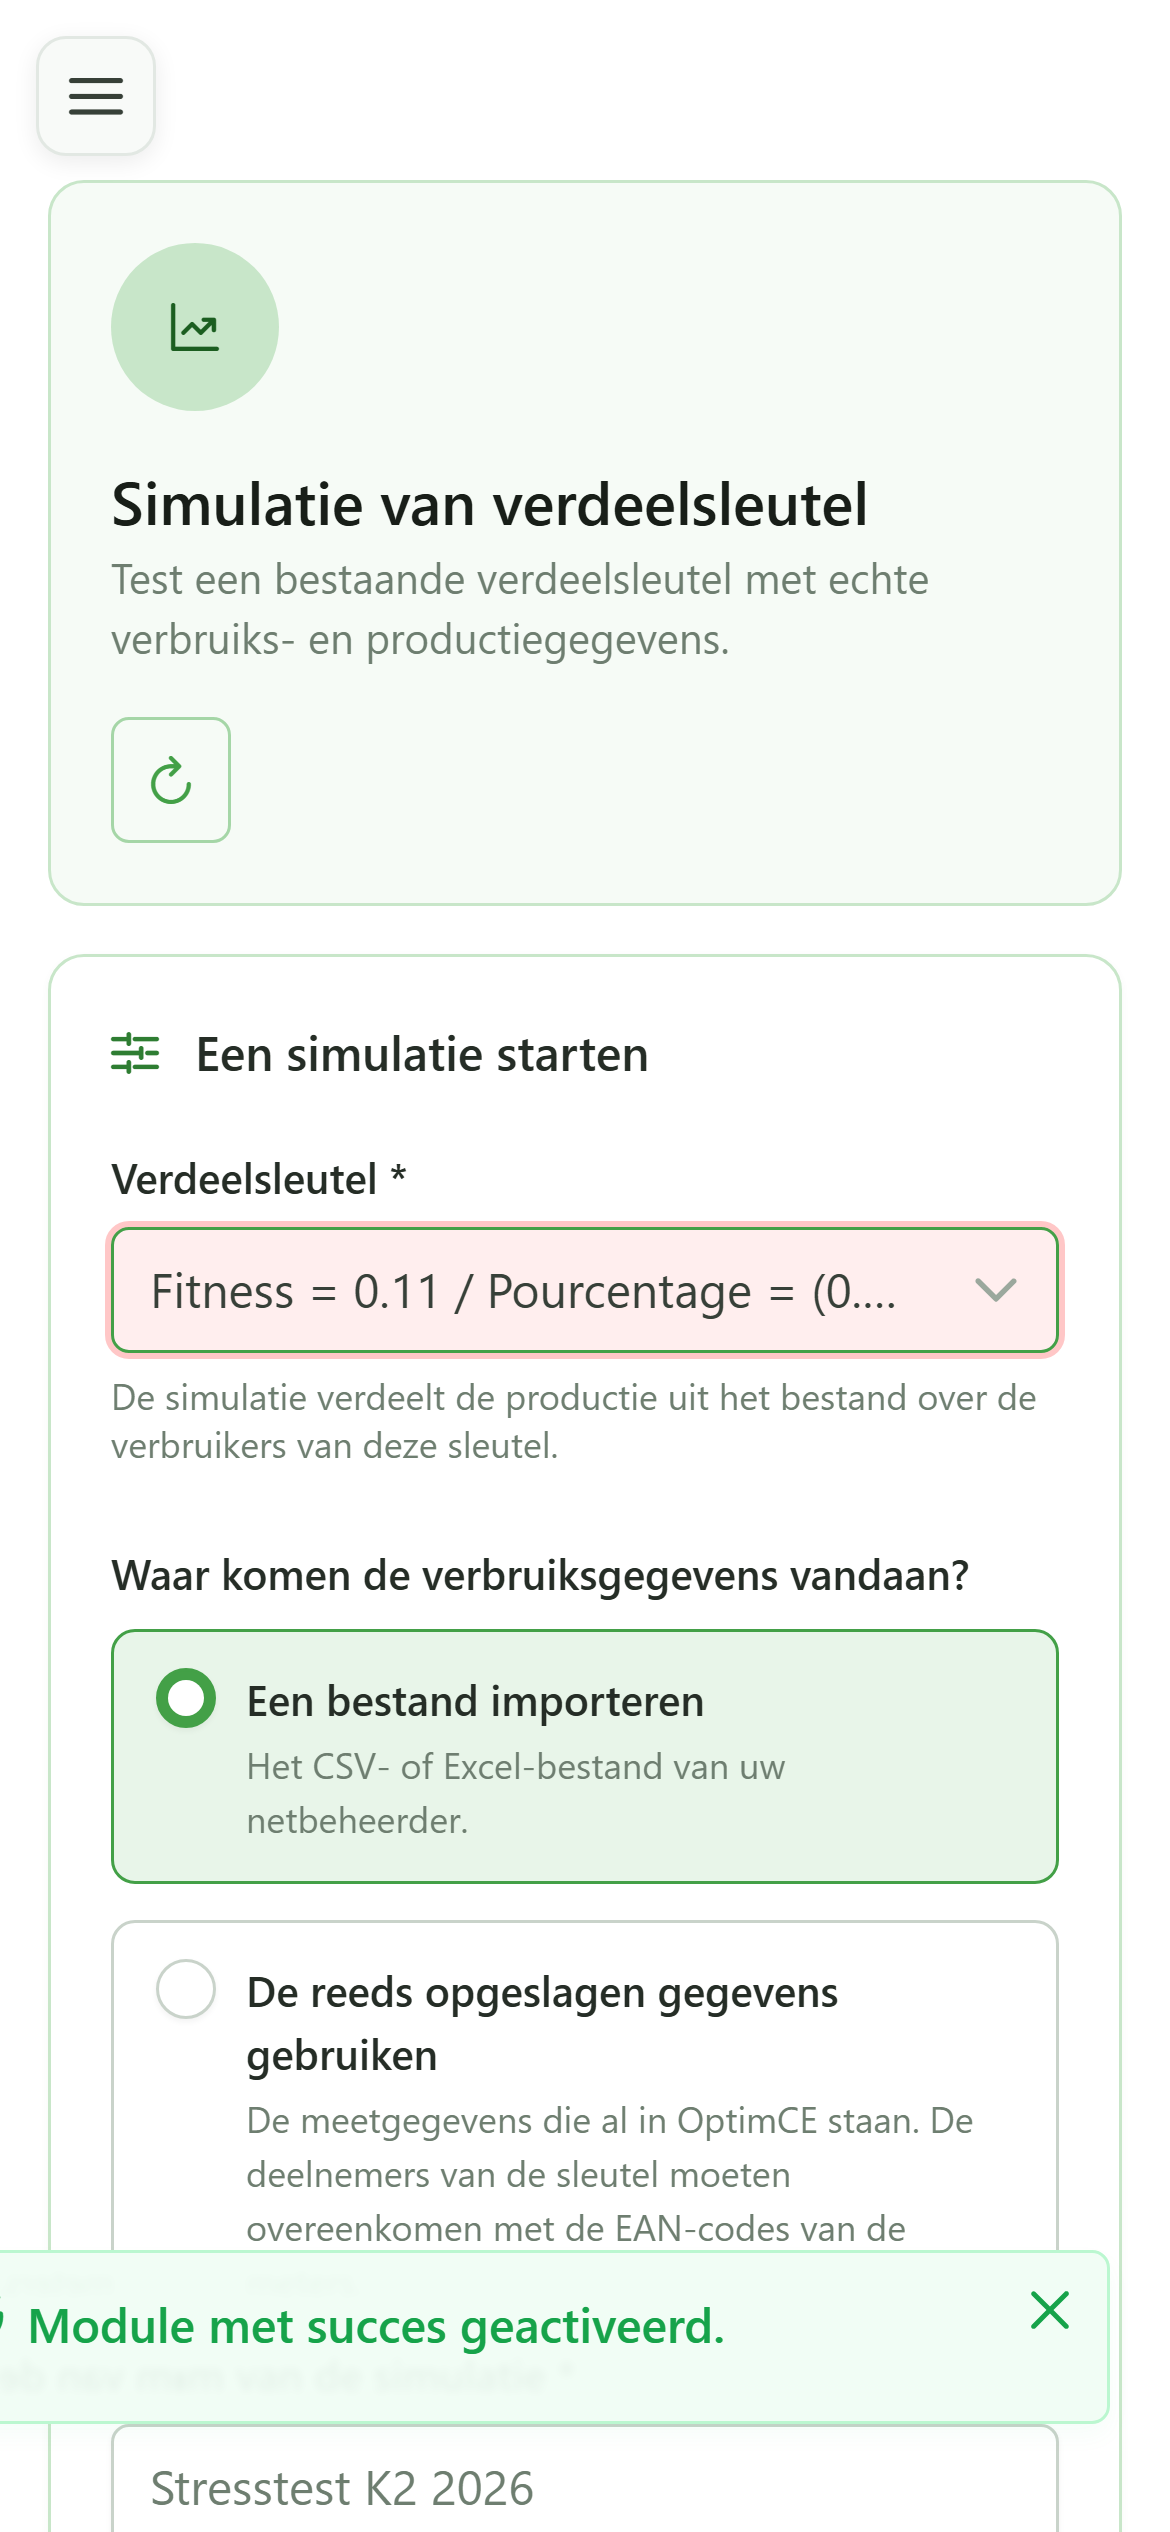 Simulatie van verdeelsleutel
Test een bestaande verdeelsleutel met echte
verbruiks- en productiegegevens.
Een simulatie starten
Verdeelsleutel *
Fitness = 0.11 / Pourcentage = (0....
De simulatie verdeelt de productie uit het bestand over de
verbruikers van deze sleutel.
Waar komen de verbruiksgegevens vandaan?
Een bestand importeren
Het CSV- of Excel-bestand van uw
netbeheerder.
De reeds opgeslagen gegevens
gebruiken
De meetgegevens die al in OptimCE staan. De
deelnemers van de sleutel moeten
overeenkomen met de EAN-codes van de
Module met succes geactiveerd.
van de simulatie *
Stresstest K2 2026